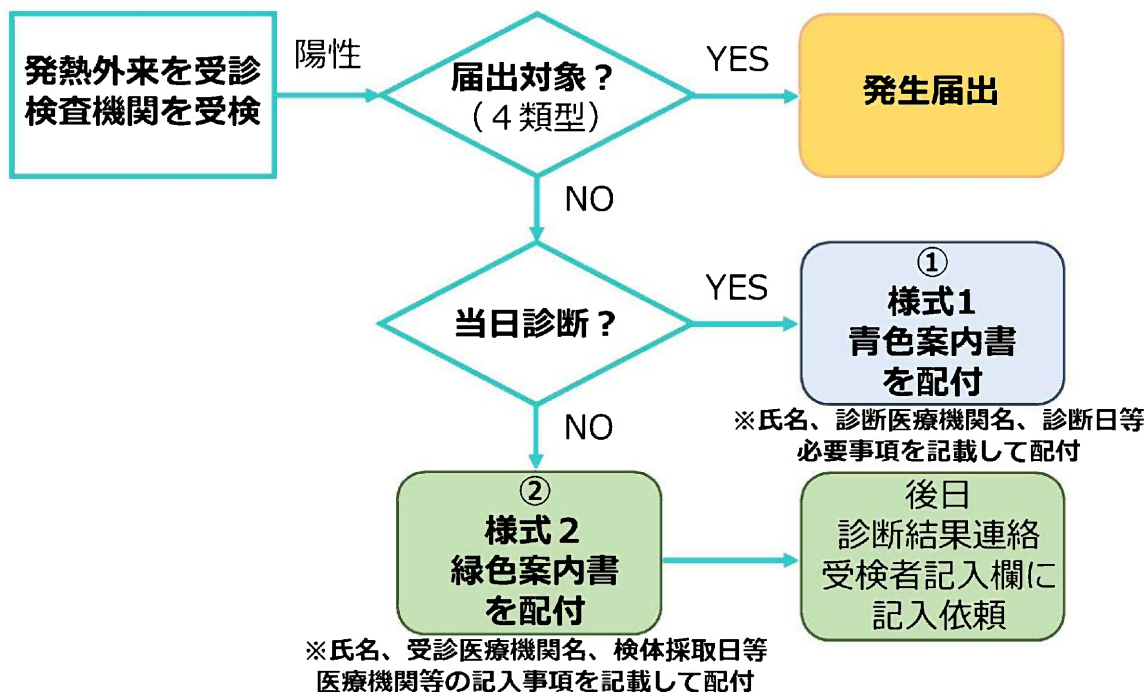 発熱外来を受診
検査機関を受検
陽性
届出対象？
（４類型）
YES
発生届出
NO
当日診断？
YES
①
様式1
青色案内書
を配付
※氏名、診断医療機関名、診断日等
必要事項を記載して配付
NO
②
様式２
緑色案内書
を配付
※氏名、受診医療機関名、検体採取日等
医療機関等の記入事項を記載して配付
後日
診断結果連絡
受検者記入欄に
記入依頼